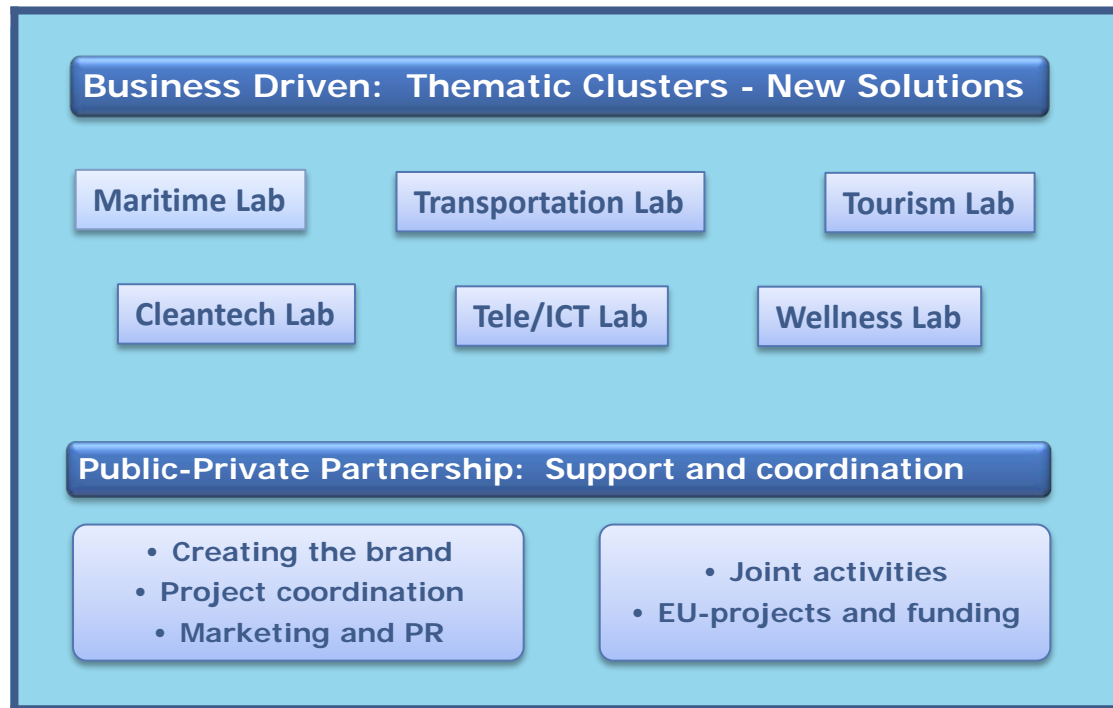 Business Driven: Thematic Clusters - New Solutions
Maritime Lab
Transportation Lab
Tourism Lab
Cleantech Lab
Tele/ICT Lab
Wellness Lab
Public-Private Partnership: Support and coordination
• Creating the brand
• Project coordination
• Marketing and PR
• Joint activities
• EU-projects and funding